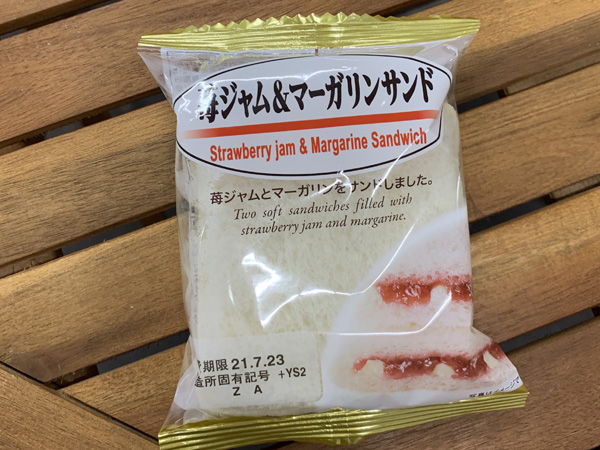 苺ジャム&マーガリンサンド
Strawberry jam & Margarine Sandwich
苺ジャムとマーガリンをサンドしました。
Two soft sandwiches filled with
strawberry jam and margarine.
期限 21.7.23
造所固有記号 +YS2
Z A